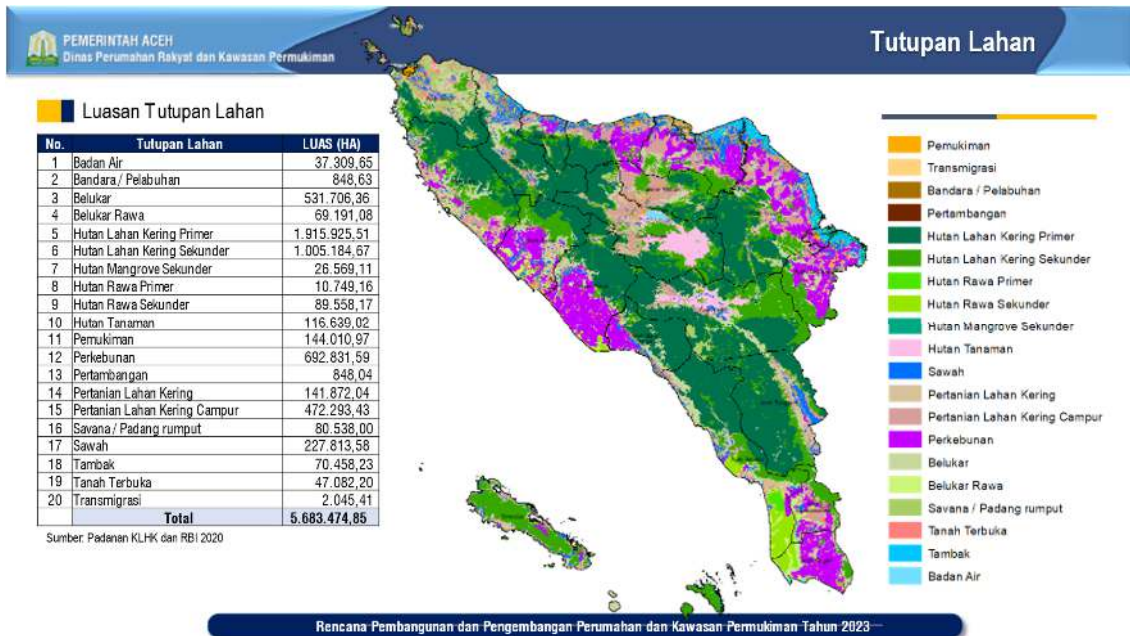 PEMERINTAH ACEH
Dinas Perumahan Rakyat dan Kawasan Permukiman
Tutupan Lahan
Luasan Tutupan Lahan
No. Tutupan Lahan LUAS (HA)
1 Badan Air 37.309,65
2 Bandara / Pelabuhan 848,63
3 Belukar 531.706,36
4 Belukar Rawa 69.191,08
5 Hutan Lahan Kering Primer 1.915.925,51
6 Hutan Lahan Kering Sekunder 1.005.184,67
7 Hutan Mangrove Sekunder 26.569,11
8 Hutan Rawa Primer 10.749,16
9 Hutan Rawa Sekunder 89.558,17
10 Hutan Tanaman 116.639,02
11 Pemukiman 144.010,97
12 Perkebunan 692.831,59
13 Pertambangan 848,04
14 Pertanian Lahan Kering 141.872,04
15 Pertanian Lahan Kering Campur 472.293,43
16 Savana / Padang rumput 80.538,00
17 Sawah 227.813,58
18 Tambak 70.458,23
19 Tanah Terbuka 47.082,20
20 Transmigrasi 2.045,41
Total 5.683.474,85
Sumber: Padanan KLHK dan RBI 2020
Pemukiman
Transmigrasi
Bandara / Pelabuhan
Pertambangan
Hutan Lahan Kering Primer
Hutan Lahan Kering Sekunder
Hutan Rawa Primer
Hutan Rawa Sekunder
Hutan Mangrove Sekunder
Hutan Tanaman
Sawah
Pertanian Lahan Kering
Pertanian Lahan Kering Campur
Perkebunan
Belukar
Belukar Rawa
Savana / Padang rumput
Tanah Terbuka
Tambak
Badan Air
Rencana Pembangunan dan Pengembangan Perumahan dan Kawasan Permukiman Tahun 2023